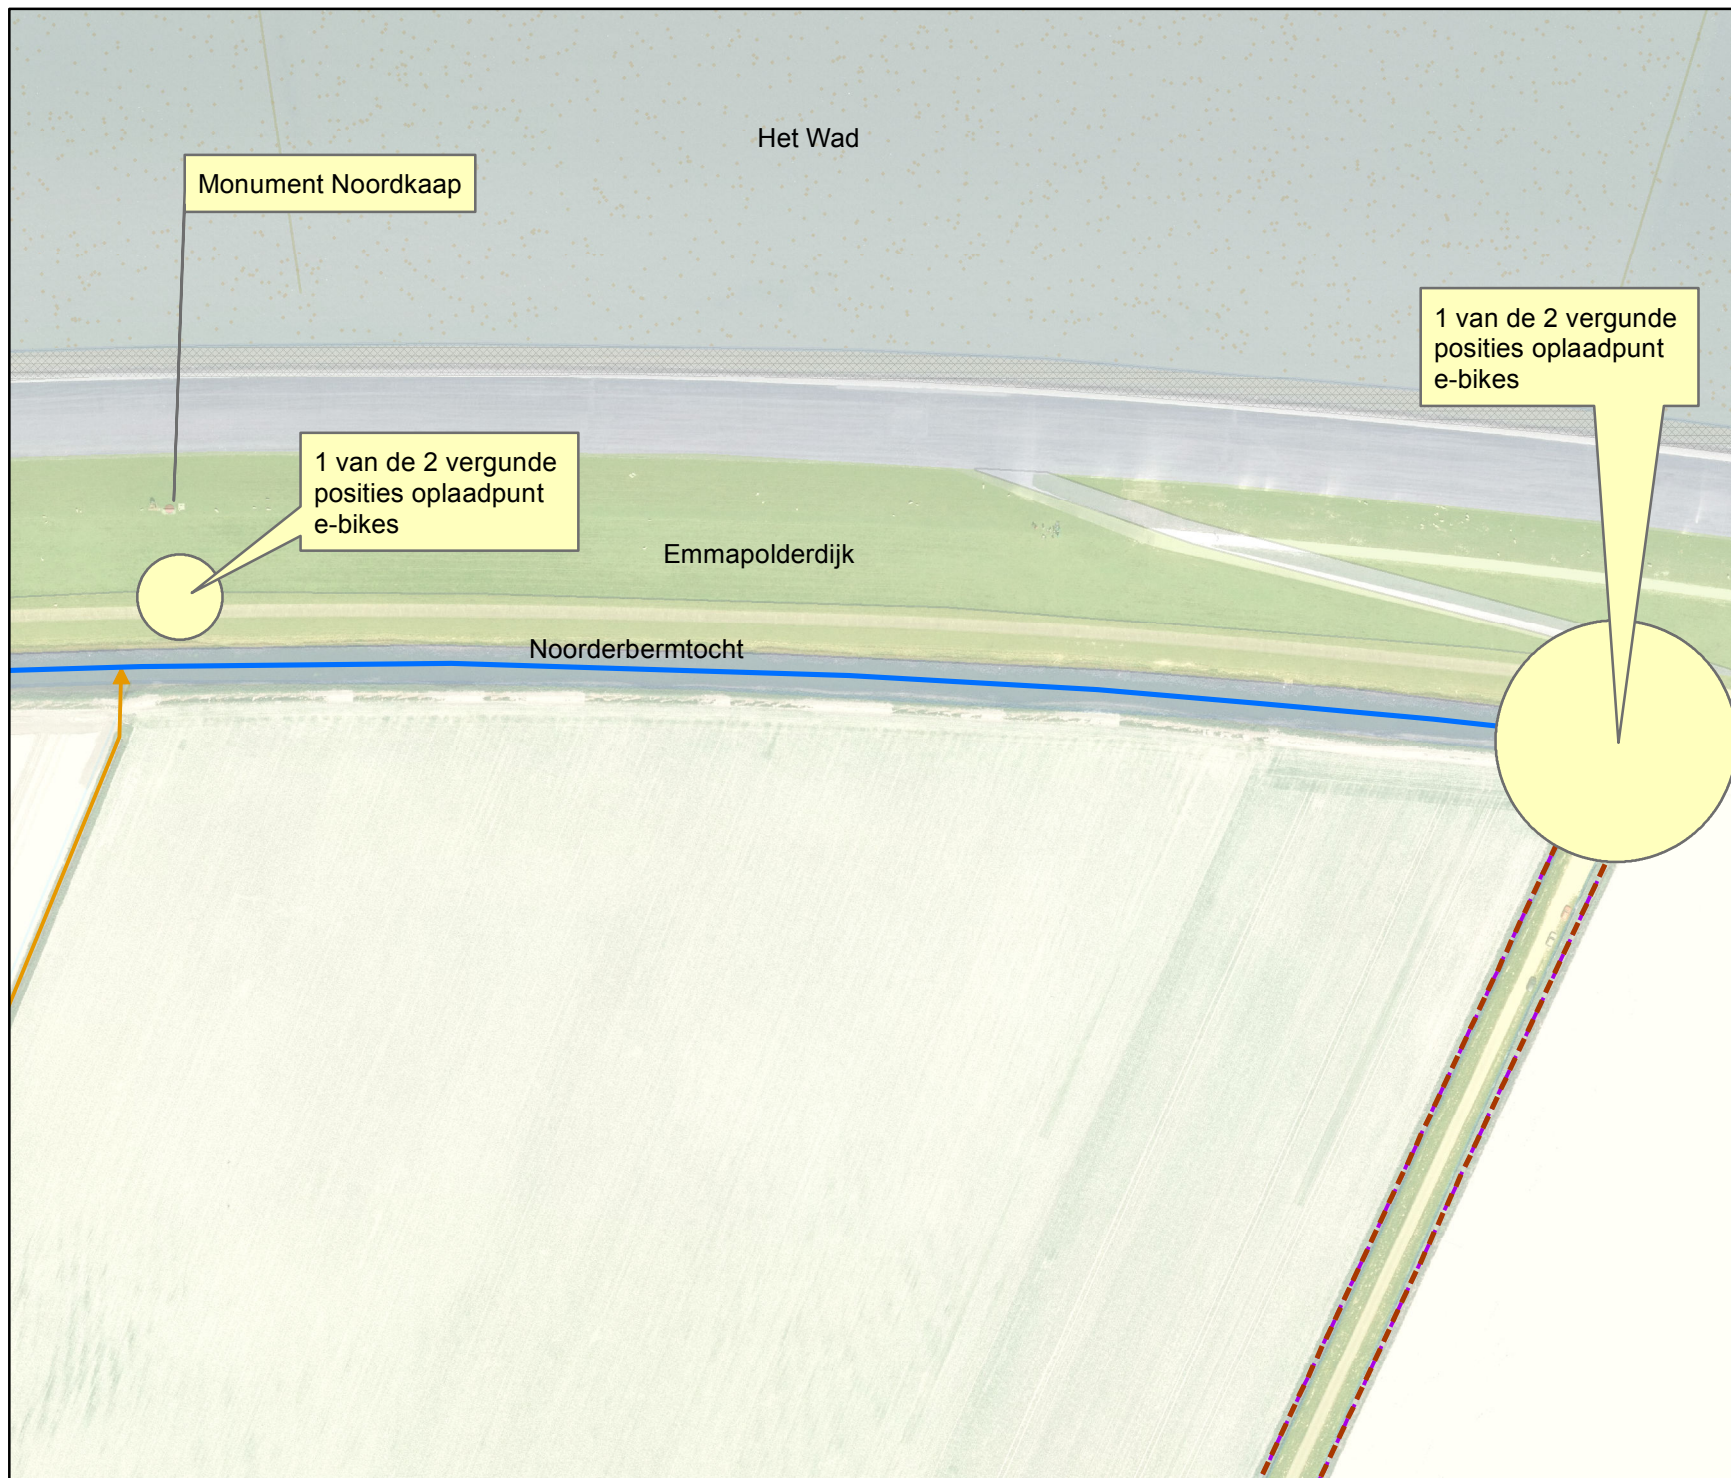 Het Wad
Monument Noordkaap
1 van de 2 vergunde
posities oplaadpunt
e-bikes
1 van de 2 vergunde
posities oplaadpunt
e-bikes
Emmapolderdijk
Noorderbermtocht